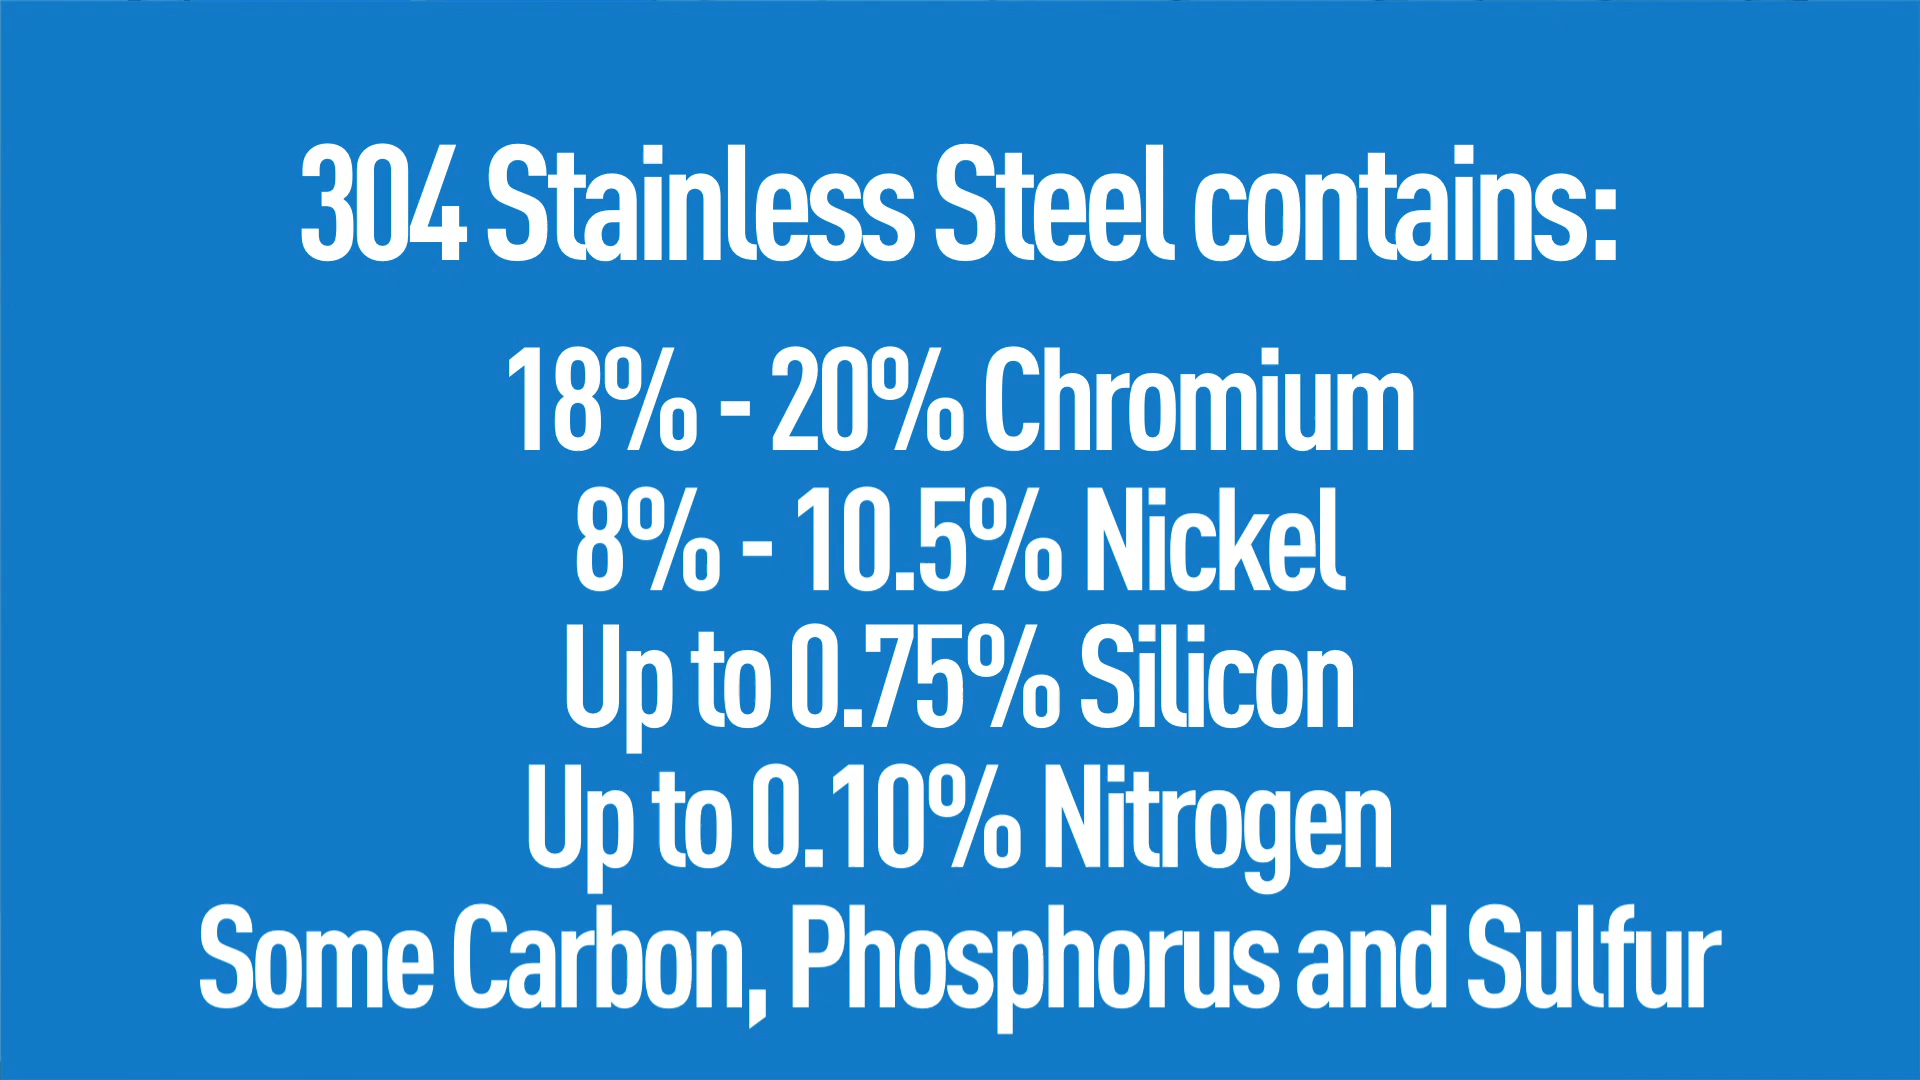 304 Stainless Steel contains:
18% - 20% Chromium
8% - 10.5% Nickel
Up to 0.75% Silicon
Up to 0.10% Nitrogen
Some Carbon, Phosphorus and Sulfur